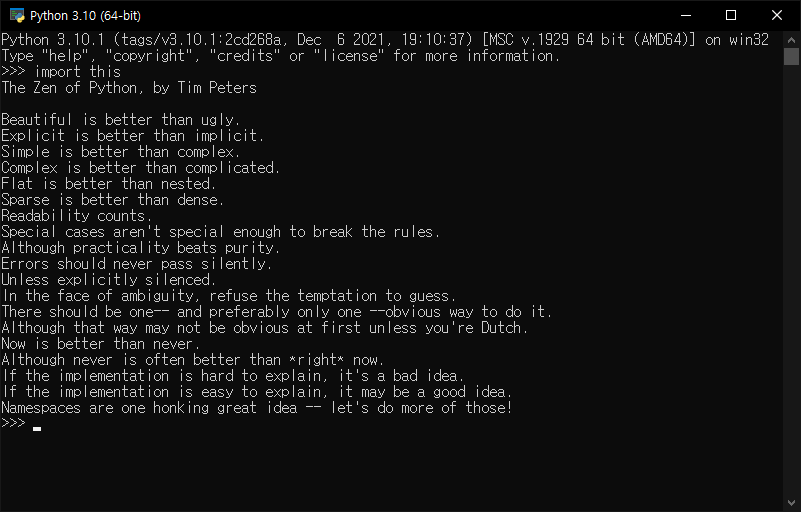 Python 3.10 (64-bit)
Python 3.10.1 (tags/v3.10.1:2cd268a, Dec  6 2021, 19:10:37) [MSC v.1929 64 bit (AMD64)] on win32
Type "help", "copyright", "credits" or "license" for more information.
>>> import this
The Zen of Python, by Tim Peters

Beautiful is better than ugly.
Explicit is better than implicit.
Simple is better than complex.
Complex is better than complicated.
Flat is better than nested.
Sparse is better than dense.
Readability counts.
Special cases aren't special enough to break the rules.
Although practicality beats purity.
Errors should never pass silently.
Unless explicitly silenced.
In the face of ambiguity, refuse the temptation to guess.
There should be one-- and preferably only one --obvious way to do it.
Although that way may not be obvious at first unless you're Dutch.
Now is better than never.
Although never is often better than *right* now.
If the implementation is hard to explain, it's a bad idea.
If the implementation is easy to explain, it may be a good idea.
Namespaces are one honking great idea -- let's do more of those!
>>>